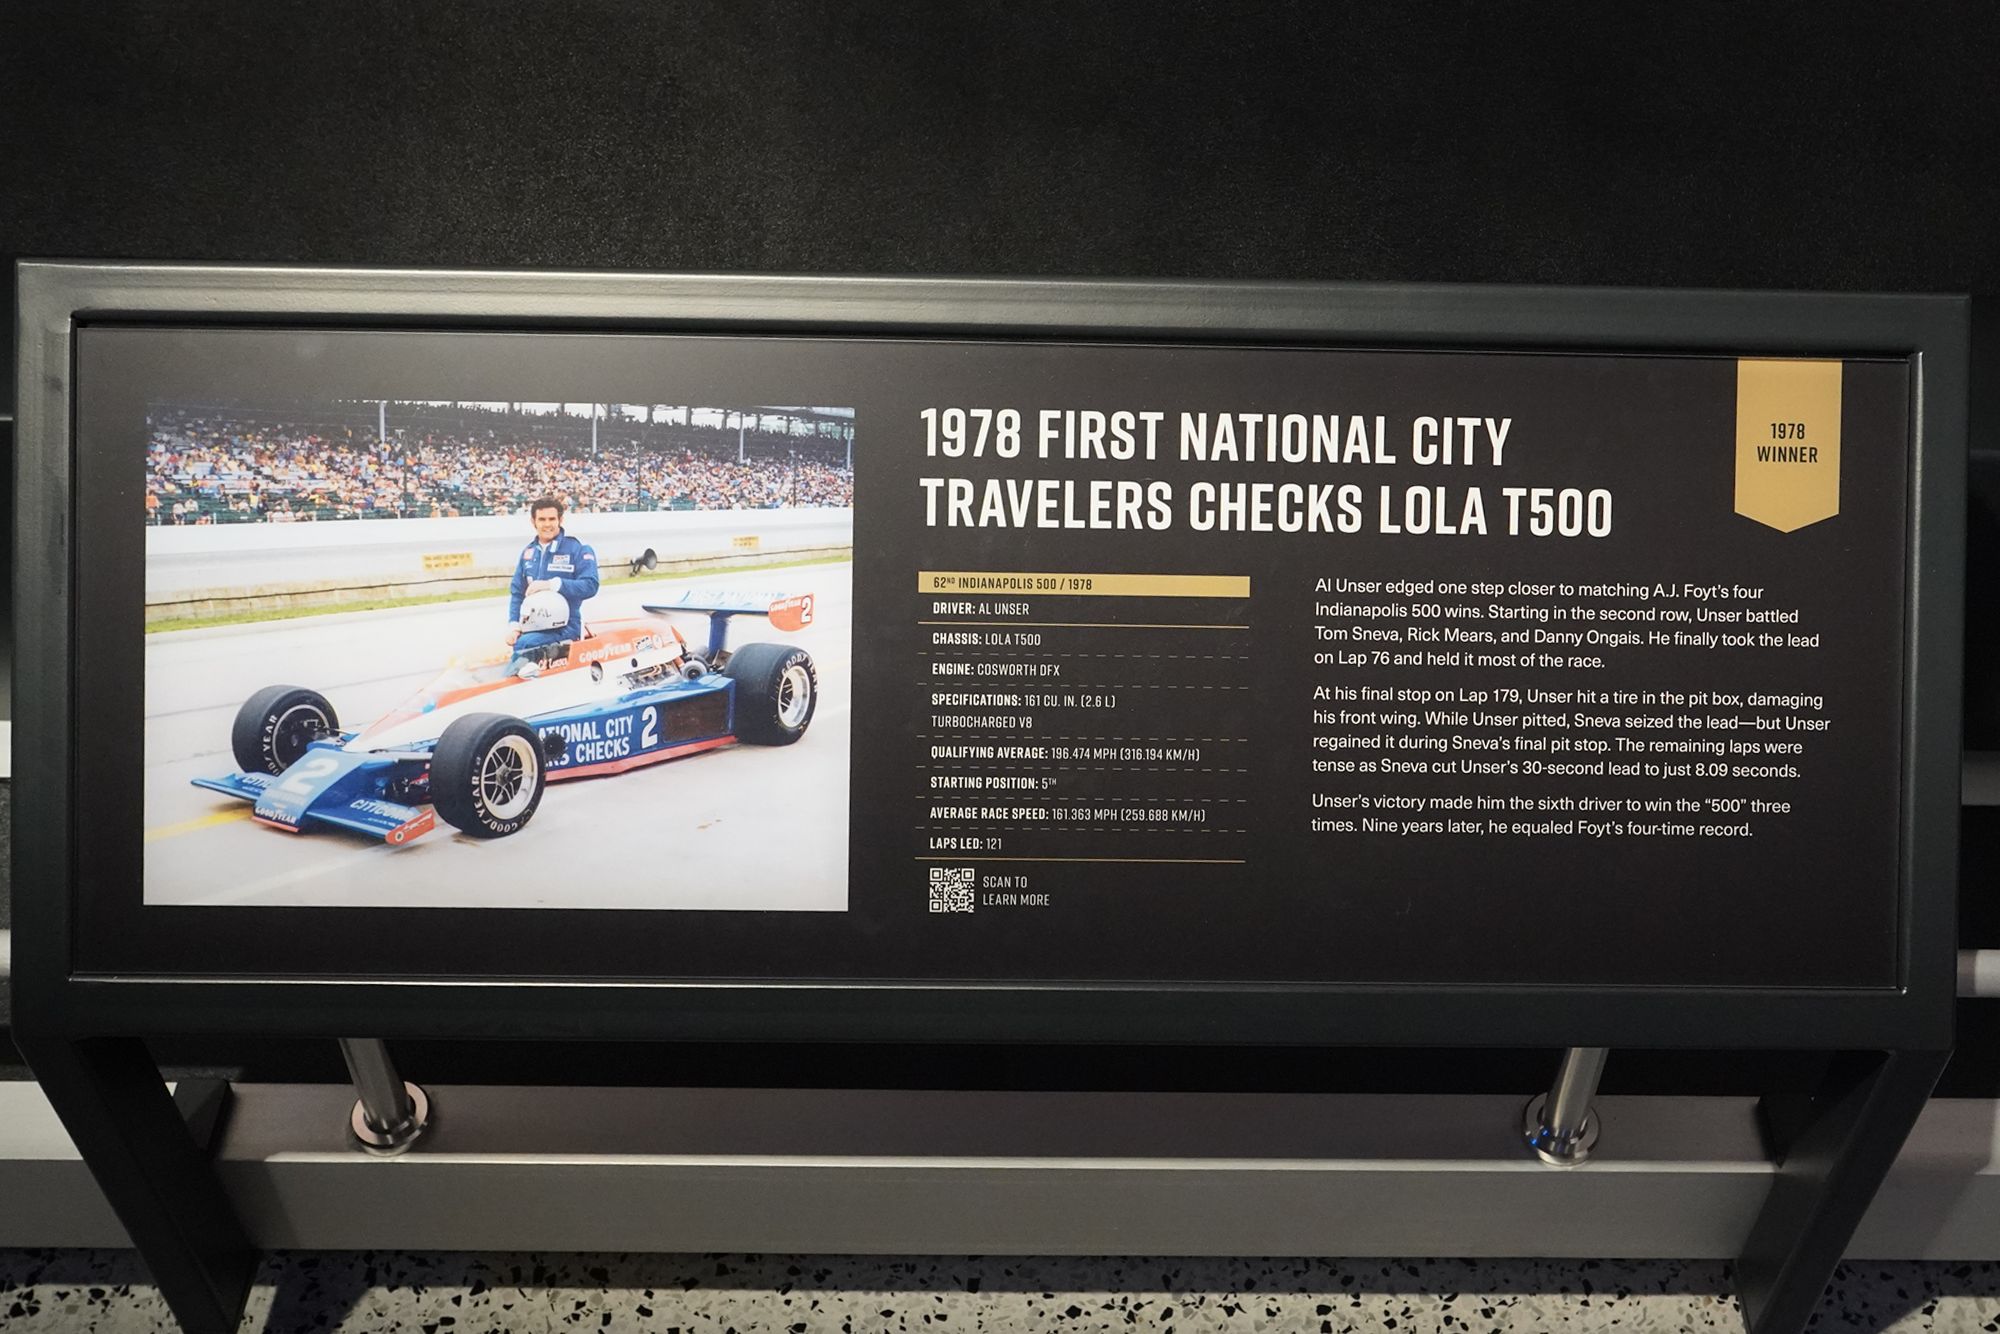 1978 FIRST NATIONAL CITY
TRAVELERS CHECKS LOLA T500
1978
WINNER
62ND INDIANAPOLIS 500 / 1978
DRIVER: AL UNSER
CHASSIS: LOLA T500
ENGINE: COSWORTH DFX
SPECIFICATIONS: 161 CU. IN. (2.6 L)
TURBOCHARGED V8
QUALIFYING AVERAGE: 196.474 MPH (316.194 KM/H)
STARTING POSITION: 5TH
AVERAGE RACE SPEED: 161.363 MPH (259.688 KM/H)
LAPS LED: 121
SCAN TO
LEARN MORE
Al Unser edged one step closer to matching A.J. Foyt's four
Indianapolis 500 wins. Starting in the second row, Unser battled
Tom Sneva, Rick Mears, and Danny Ongais. He finally took the lead
on Lap 76 and held it most of the race.
At his final stop on Lap 179, Unser hit a tire in the pit box, damaging
his front wing. While Unser pitted, Sneva seized the lead—but Unser
regained it during Sneva's final pit stop. The remaining laps were
tense as Sneva cut Unser's 30-second lead to just 8.09 seconds.
Unser's victory made him the sixth driver to win the "500" three
times. Nine years later, he equaled Foyt's four-time record.
AL
2
GOODYEAR
NATIONAL CITY
CHECKS
2
2
GOODYEAR
CITICORP
GOODYEAR
GOODYEAR